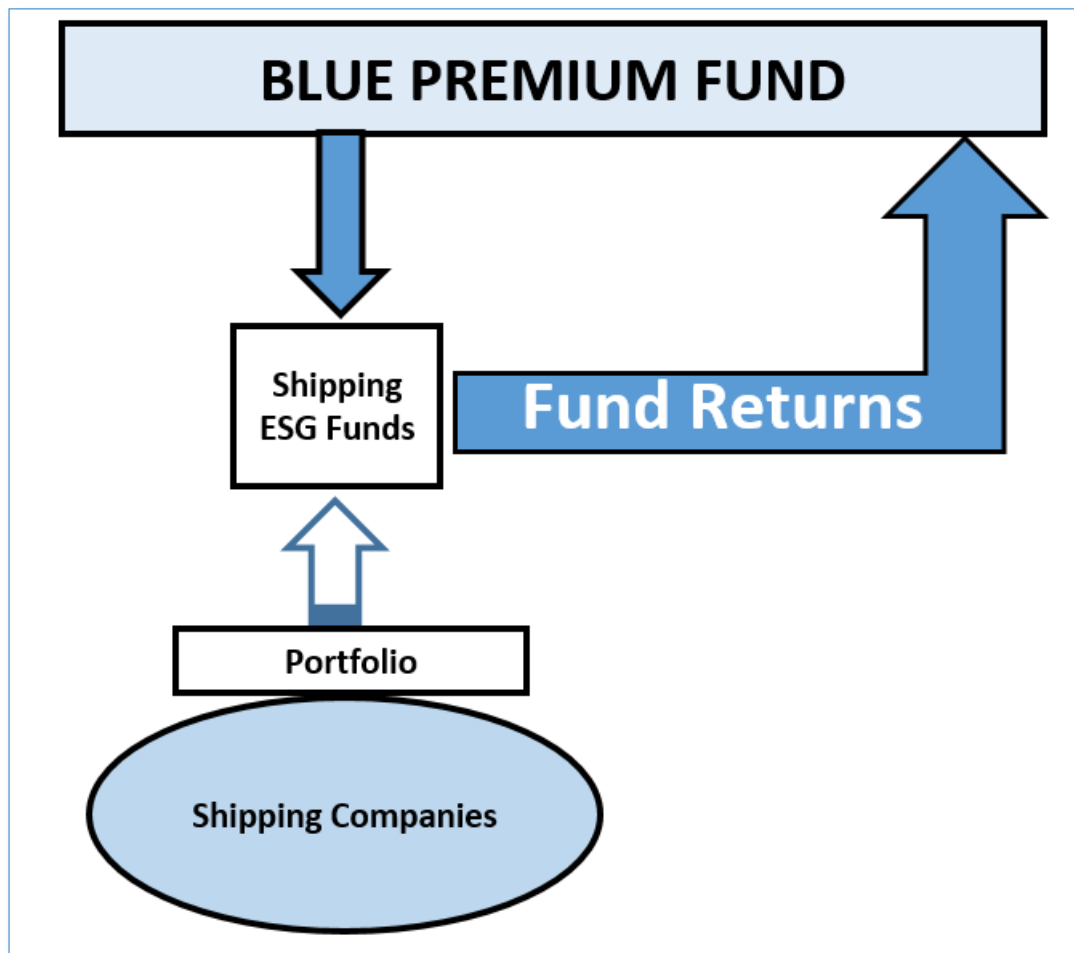 BLUE PREMIUM FUND
Shipping
ESG Funds
Fund Returns
Portfolio
Shipping Companies